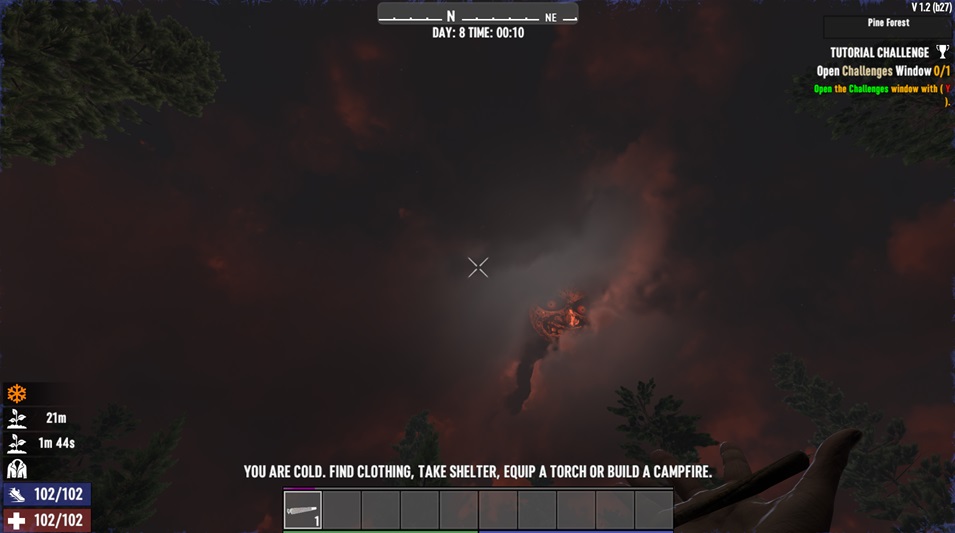 V 1.2 (b27)
N NE
DAY: 8 TIME: 00:10
Pine Forest
TUTORIAL CHALLENGE
Open Challenges Window 0/1
Open the Challenges window with ( Y
).
21m
1m 44s
YOU ARE COLD. FIND CLOTHING, TAKE SHELTER, EQUIP A TORCH OR BUILD A CAMPFIRE.
102/102
1
102/102